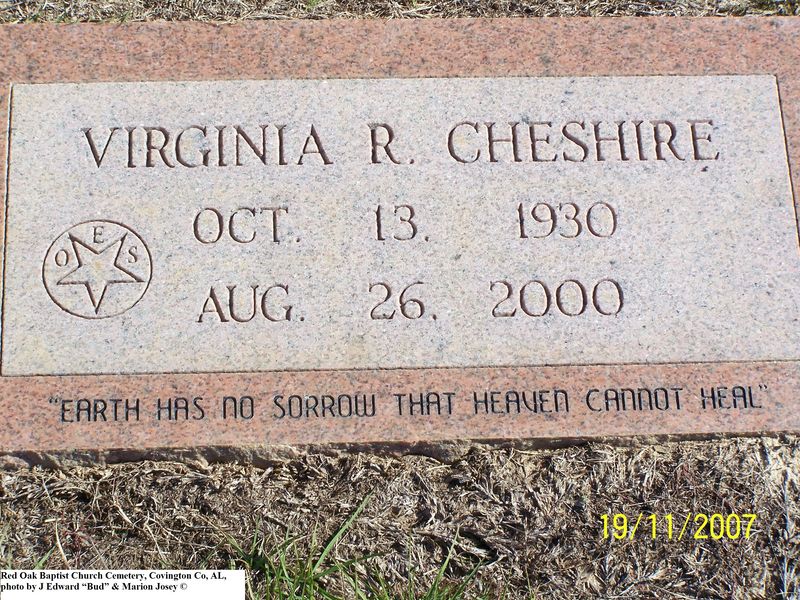 VIRGINIA R. CHESHIRE
OCT. 13. 1930
O E S
AUG. 26, 2000
"EARTH HAS NO SORROW THAT HEAVEN CANNOT HEAL"
19/11/2007
Red Oak Baptist Church Cemetery, Covington Co, AL,
photo by J Edward “Bud” & Marion Josey ©